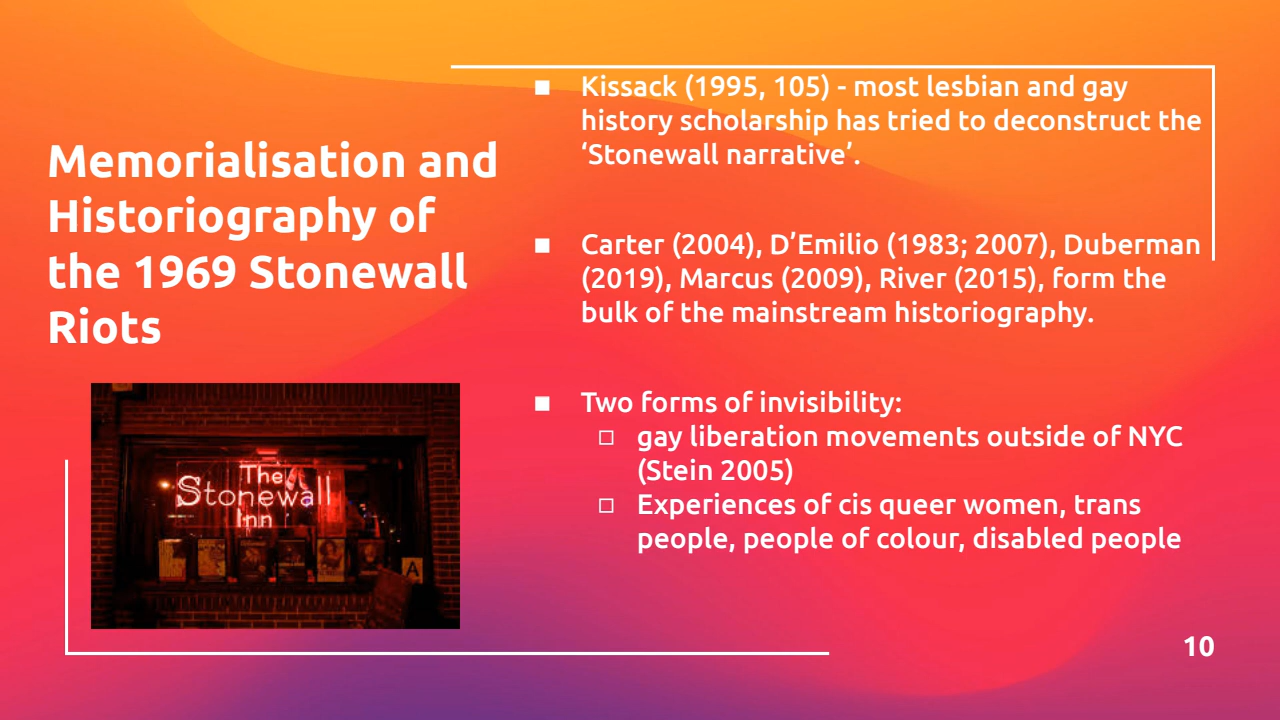 Memorialisation and
Historiography of
the 1969 Stonewall
Riots
The
Stonewall
Inn
A
Kissack (1995, 105) - most lesbian and gay
history scholarship has tried to deconstruct the
‘Stonewall narrative’.
Carter (2004), D’Emilio (1983; 2007), Duberman
(2019), Marcus (2009), River (2015), form the
bulk of the mainstream historiography.
Two forms of invisibility:
gay liberation movements outside of NYC
(Stein 2005)
Experiences of cis queer women, trans
people, people of colour, disabled people
10